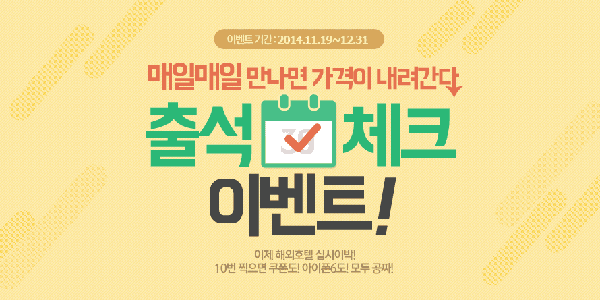 이벤트 기간 : 2014.11.19~12.31
매일매일 만나면 가격이 내려간다
출석 30 체크
이벤트!
이제 해외호텔 십시이박!
10번 찍으면 쿠폰도! 아이폰6도! 모두 공짜!